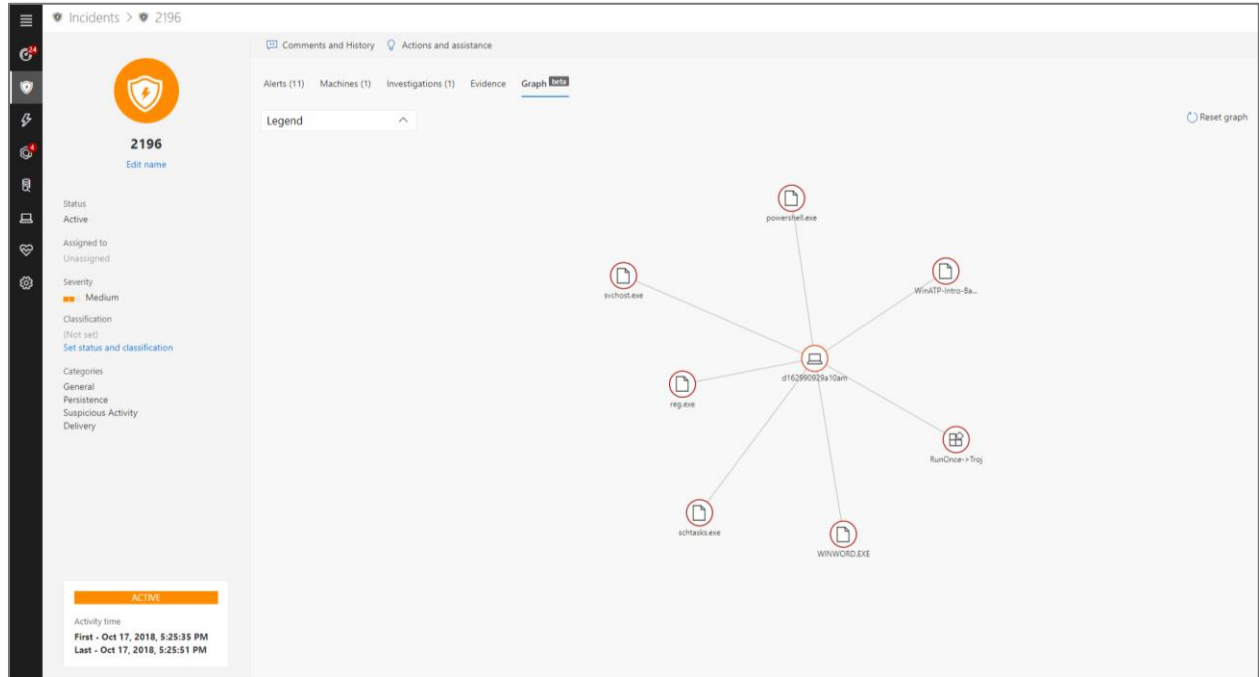 Incidents > 2196
24
4
2196
Edit name
Status
Active
Assigned to
Unassigned
Severity
Medium
Classification
(Not set)
Set status and classification
Categories
General
Persistence
Suspicious Activity
Delivery
ACTIVE
Activity time
First - Oct 17, 2018, 5:25:35 PM
Last - Oct 17, 2018, 5:25:51 PM
Comments and History Actions and assistance
Alerts (11) Machines (1) Investigations (1) Evidence Graph beta
Legend
Reset graph
powershell.exe
WinATP-Intro-Ba...
svchost.exe
d162990929a10am
reg.exe
RunOnce->Troj
schtasks.exe
WINWORD.EXE